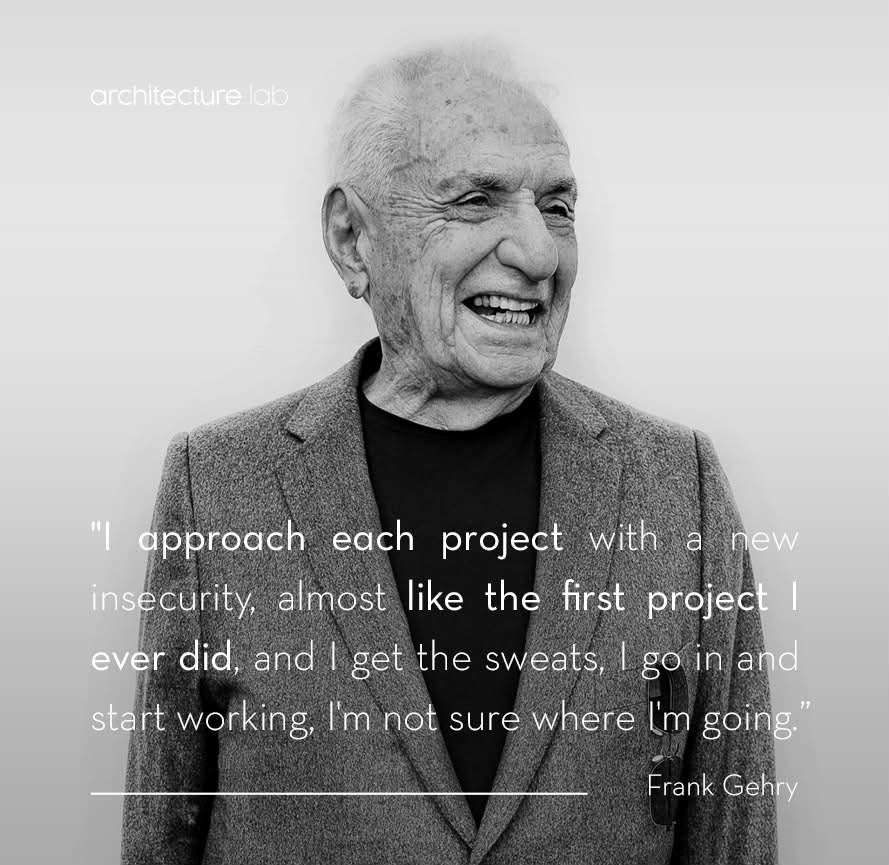 architecture lab
"I approach each project with a new
insecurity, almost like the first project I
ever did, and I get the sweats, I go in and
start working, I'm not sure where I'm going.”
Frank Gehry